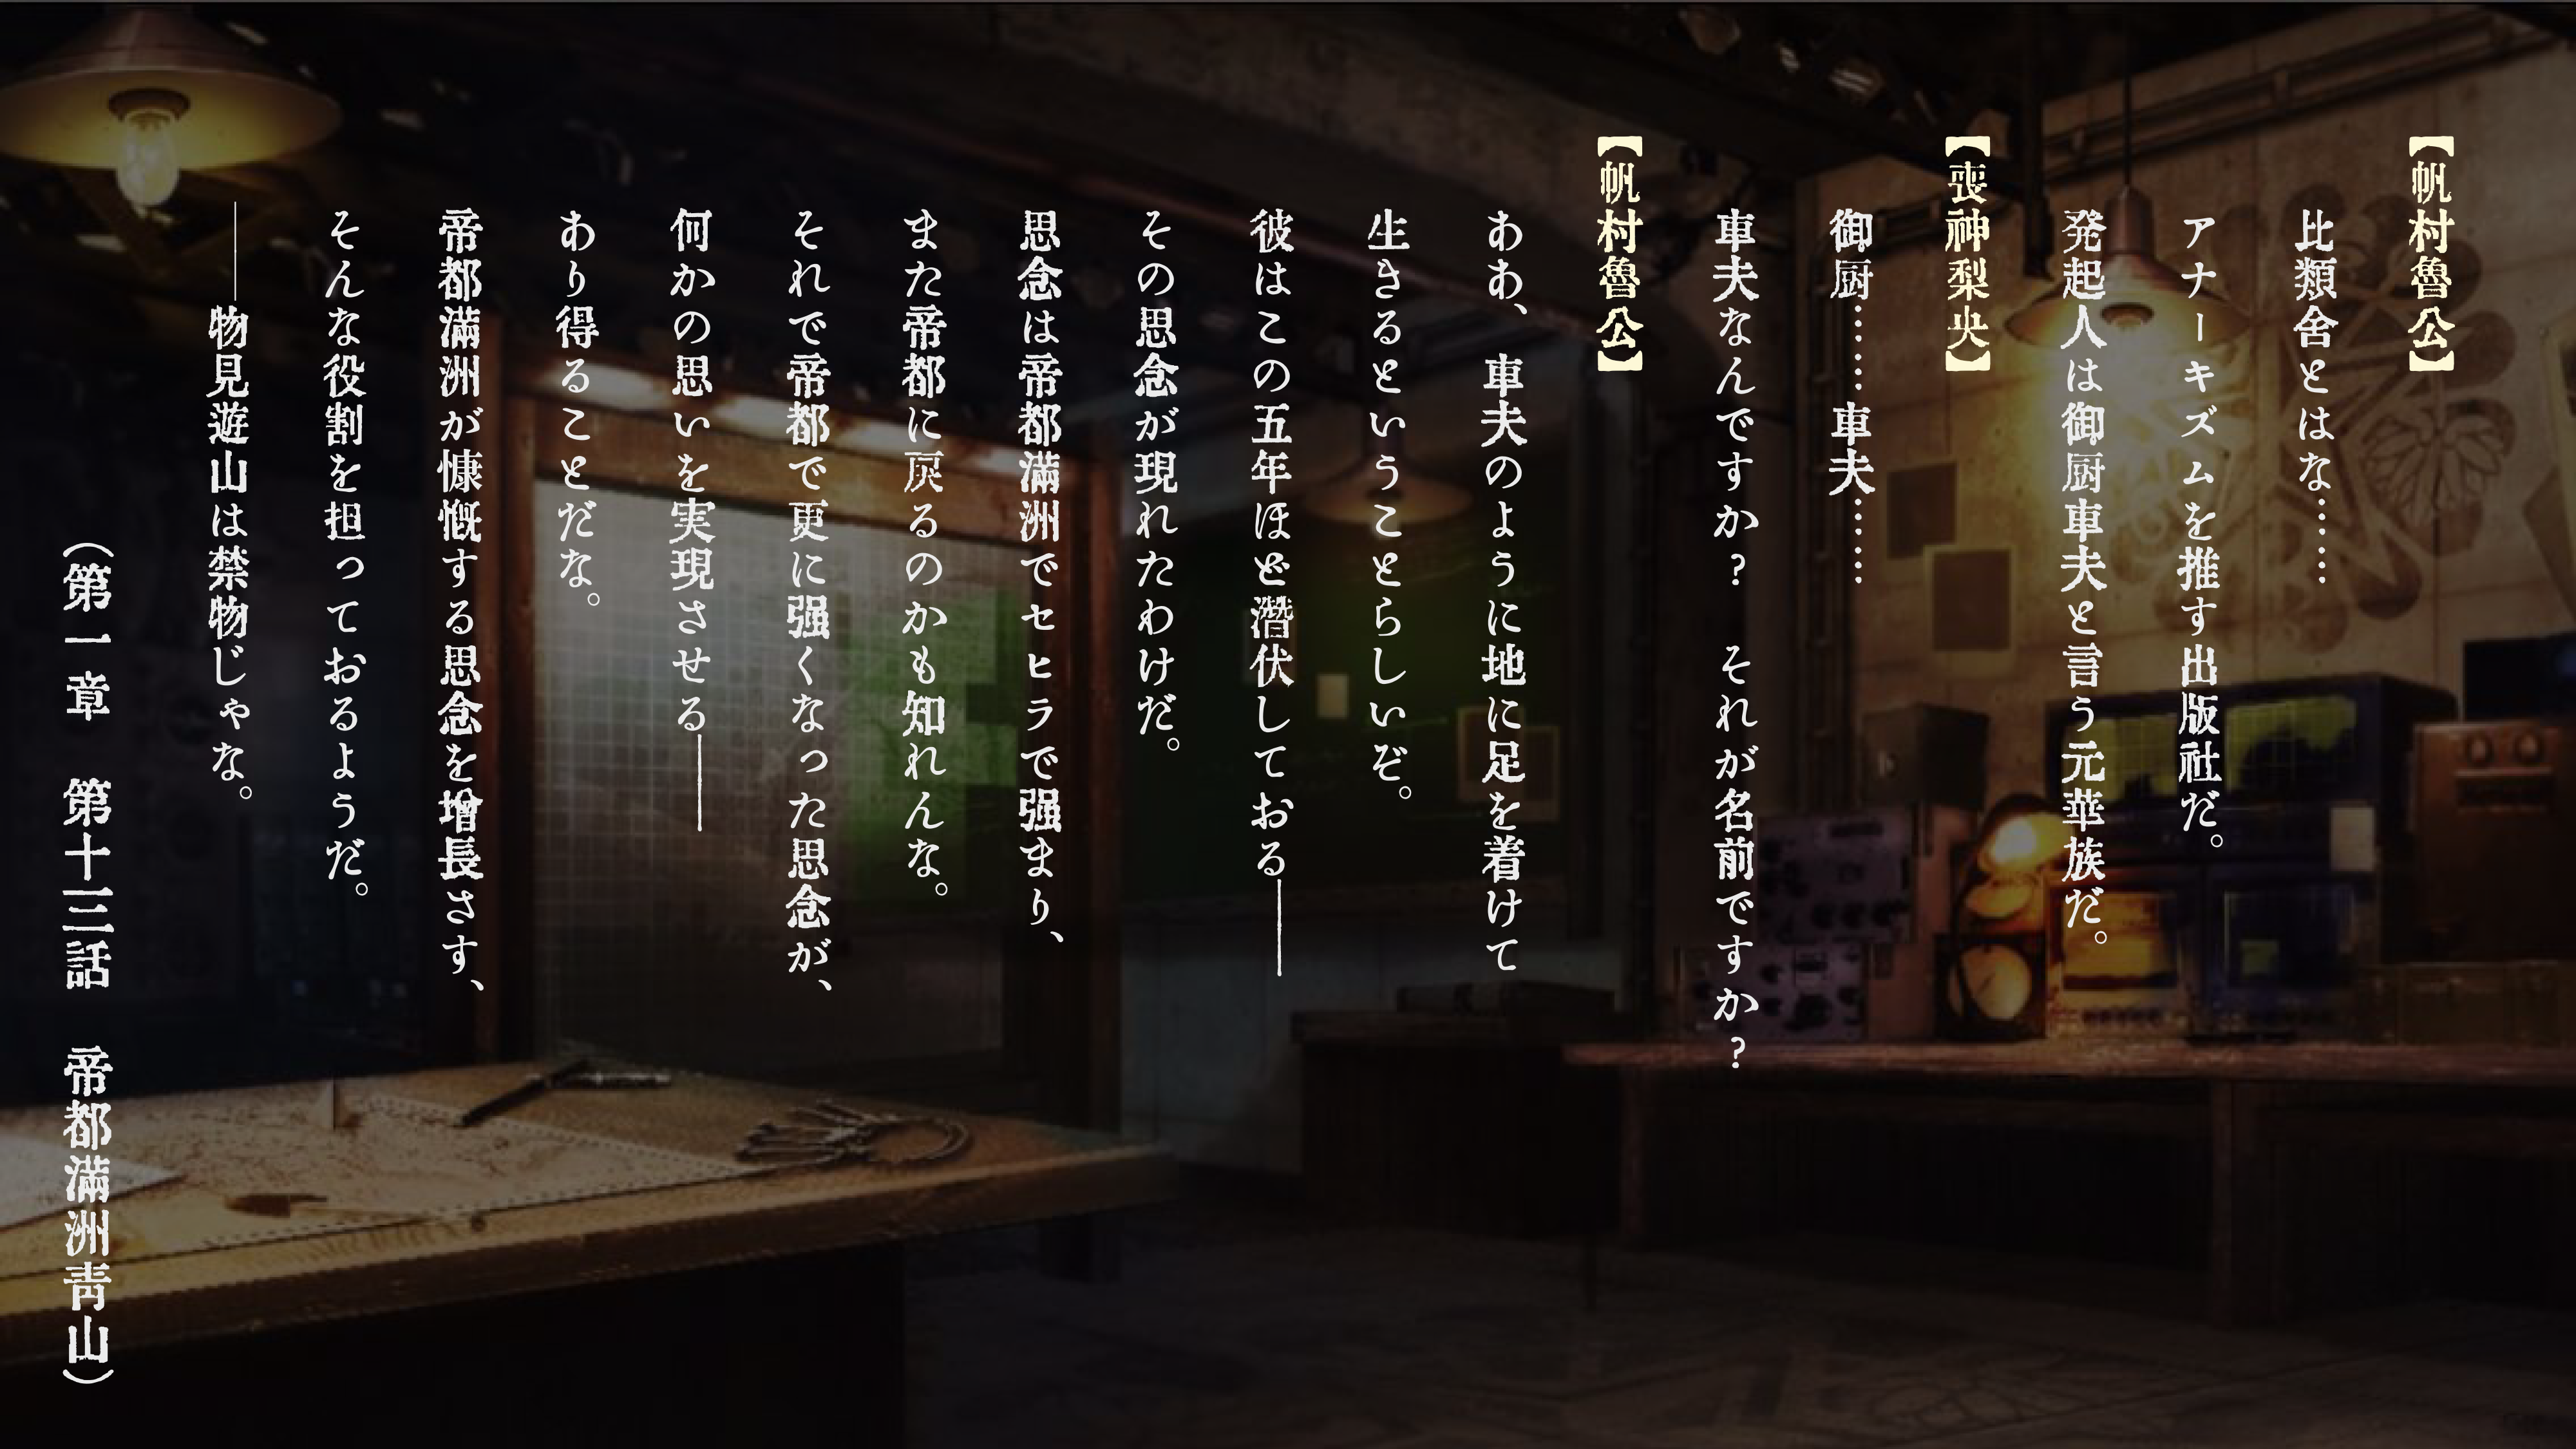 【帆村魯公】
比類舎とはな……
アナーキズムを推す出版社だ。
発起人は御厨車夫と言う元華族だ。
【喪神梨央】
御厨……車夫……
車夫なんですか？　それが名前ですか？
【帆村魯公】
ああ、車夫のように地に足を着けて
生きるということらしいぞ。
彼はこの五年ほど潛伏しておる――
その思念が現れたわけだ。
思念は帝都滿洲でセヒラで强まり、
また帝都に戻るのかも知れんな。
それで帝都で更に强くなった思念が、
何かの思いを実現させる――
あり得ることだな。
帝都滿洲が慷慨する思念を增長さす、
そんな役割を担っておるようだ。
――物見遊山は禁物じゃな。
（第一章　第十三話　帝都滿洲靑山）